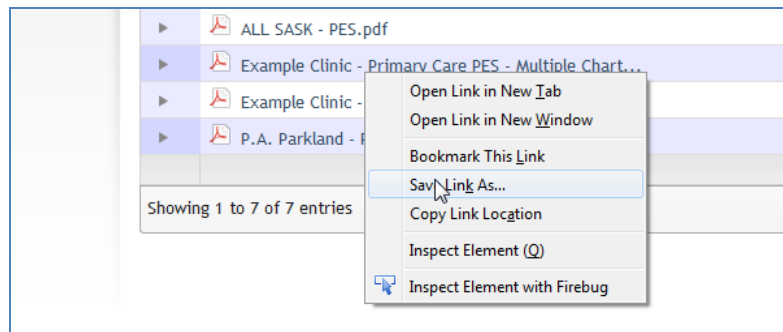 ALL SASK - PES.pdf
Example Clinic - Primary Care PES - Multiple Chart...
Example Clinic -
P.A. Parkland -
Showing 1 to 7 of 7 entries
Open Link in New Tab
Open Link in New Window
Bookmark This Link
Save Link As...
Copy Link Location
Inspect Element (Q)
Inspect Element with Firebug